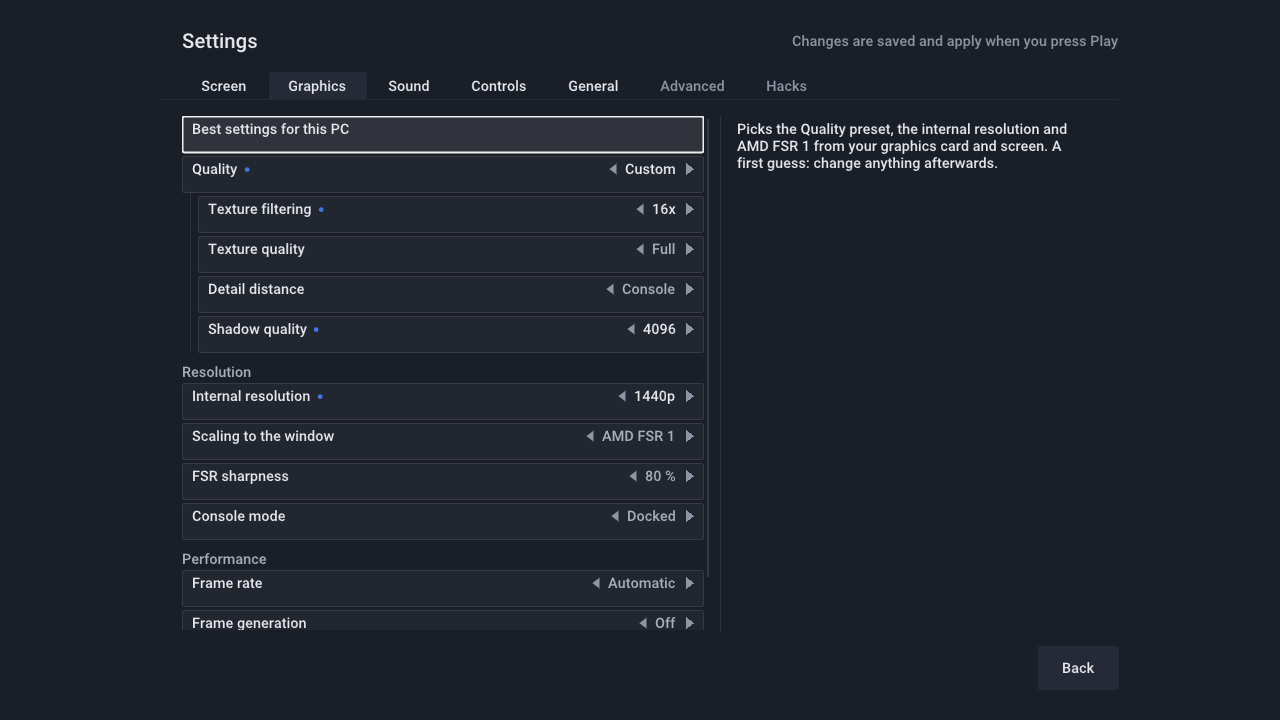 Settings
Changes are saved and apply when you press Play
Screen
Graphics
Sound
Controls
General
Advanced
Hacks
Best settings for this PC
Quality
Custom
Texture filtering
16x
Texture quality
Full
Detail distance
Console
Shadow quality
4096
Resolution
Internal resolution
1440p
Scaling to the window
AMD FSR 1
FSR sharpness
80 %
Console mode
Docked
Performance
Frame rate
Automatic
Frame generation
Off
Picks the Quality preset, the internal resolution and
AMD FSR 1 from your graphics card and screen. A
first guess: change anything afterwards.
Back